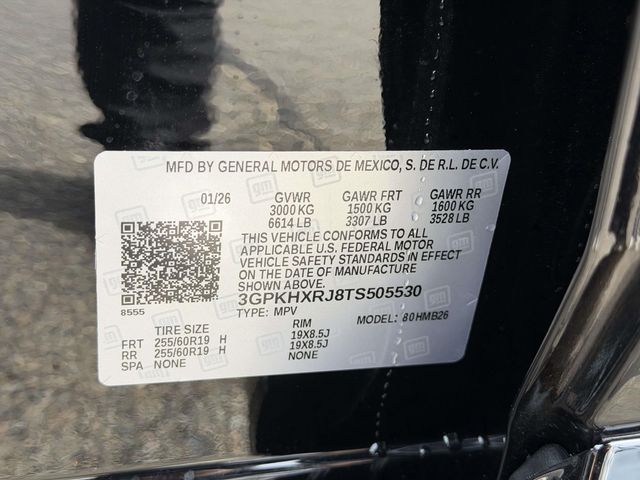 MFD BY GENERAL MOTORS DE MEXICO, S. DE R.L. DE C.V.
01/26 GVWR GAWR FRT GAWR RR
3000 KG 1500 KG 1600 KG
6614 LB 3307 LB 3528 LB
THIS VEHICLE CONFORMS TO ALL
APPLICABLE U.S. FEDERAL MOTOR
VEHICLE SAFETY STANDARDS IN EFFECT
ON THE DATE OF MANUFACTURE
SHOWN ABOVE.
8555
3GPKHXRJ8TS505530
TYPE: MPV MODEL: 80HMB26
TIRE SIZE RIM
FRT 255/60R19 H 19X8.5J
RR 255/60R19 H 19X8.5J
SPA NONE NONE